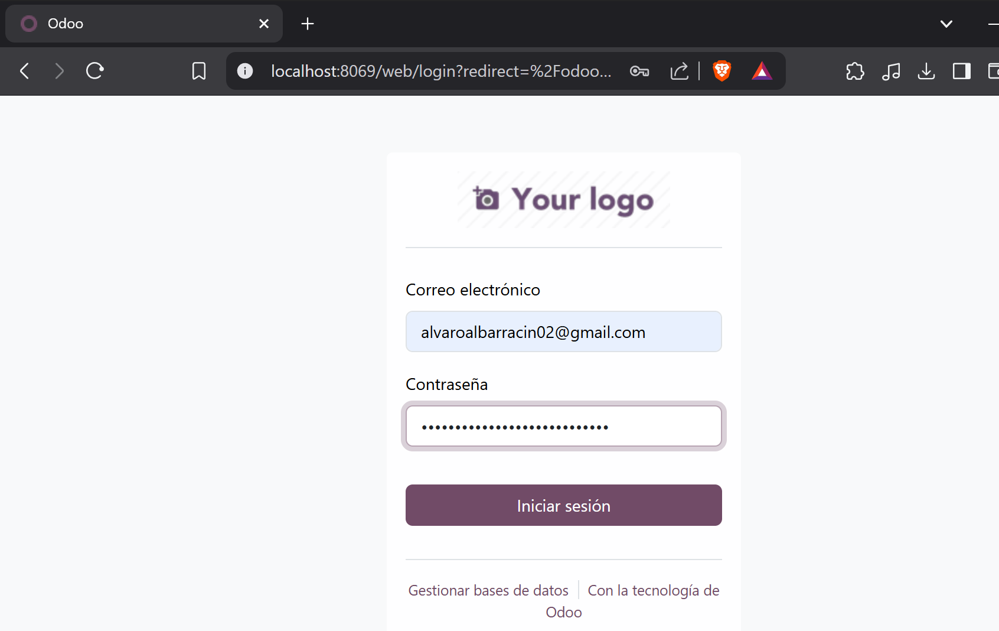 Odoo
localhost:8069/web/login?redirect=%2Fodoo...
Your logo
Correo electrónico
alvaroalbarracin02@gmail.com
Contraseña
••••••••••••••••••••••••••••
Iniciar sesión
Gestionar bases de datos
Con la tecnología de
Odoo